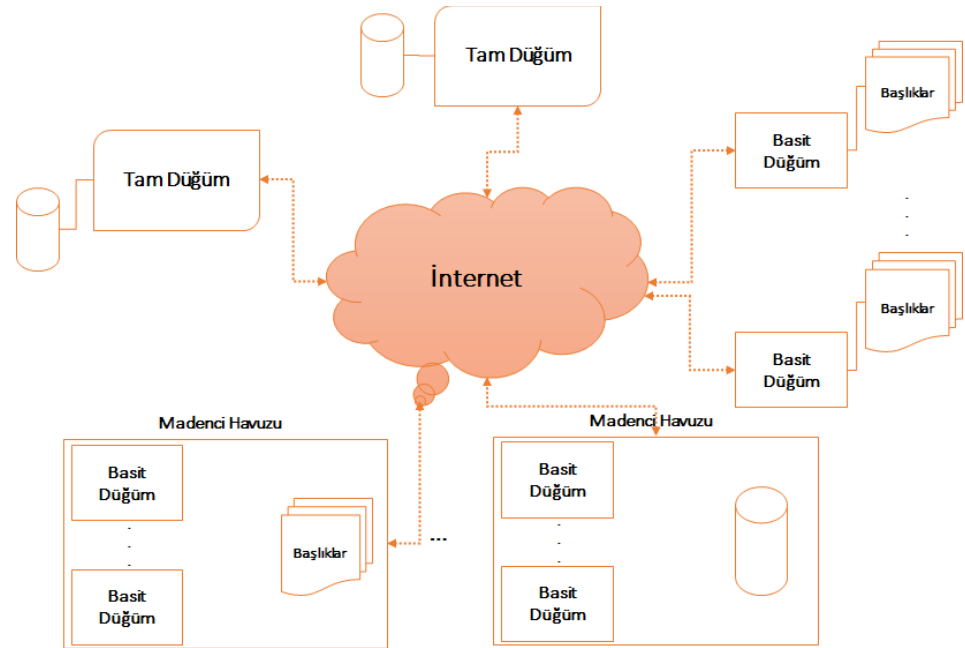 Tam Düğüm
Başlıklar
Basit
Düğüm
Tam Düğüm
İnternet
Başlıklar
Basit
Düğüm
Madenci Havuzu
Basit
Düğüm
Başlıklar
Basit
Düğüm
...
Madenci Havuzu
Basit
Düğüm
Basit
Düğüm